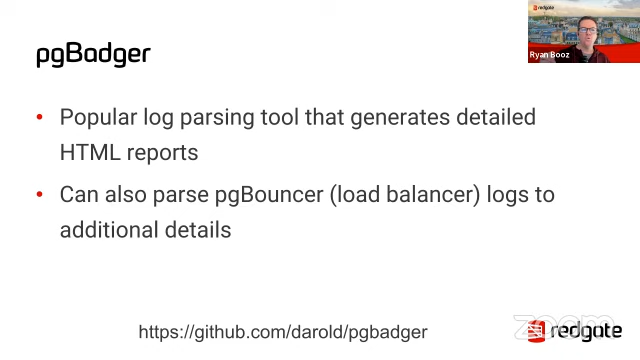 redgate
Ryan Booz
pgBadger
• Popular log parsing tool that generates detailed
HTML reports
• Can also parse pgBouncer (load balancer) logs to
additional details
https://github.com/darold/pgbadger
zoom
redgate